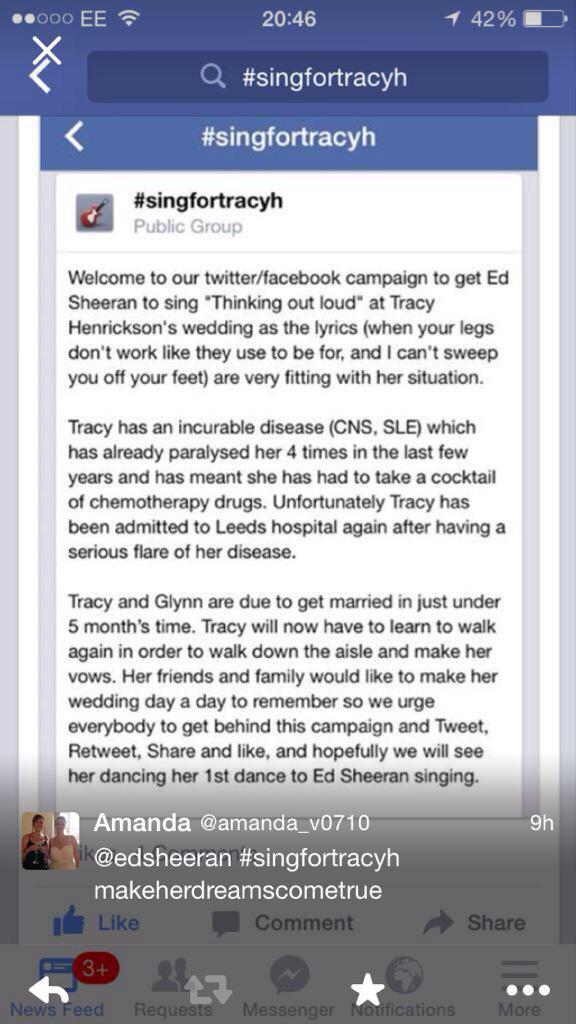 EE 20:46 42%
#singfortracyh
#singfortracyh
#singfortracyh
Public Group
Welcome to our twitter/facebook campaign to get Ed
Sheeran to sing "Thinking out loud" at Tracy
Henrickson's wedding as the lyrics (when your legs
don't work like they use to be for, and I can't sweep
you off your feet) are very fitting with her situation.
Tracy has an incurable disease (CNS, SLE) which
has already paralysed her 4 times in the last few
years and has meant she has had to take a cocktail
of chemotherapy drugs. Unfortunately Tracy has
been admitted to Leeds hospital again after having a
serious flare of her disease.
Tracy and Glynn are due to get married in just under
5 month's time. Tracy will now have to learn to walk
again in order to walk down the aisle and make her
vows. Her friends and family would like to make her
wedding day a day to remember so we urge
everybody to get behind this campaign and Tweet,
Retweet, Share and like, and hopefully we will see
her dancing her 1st dance to Ed Sheeran singing.
Amanda @amanda_v0710 9h
@edsheeran #singfortracyh
makeherdreamscometrue
Like Comment Share
3+
News Feed Requests Messenger Notifications More